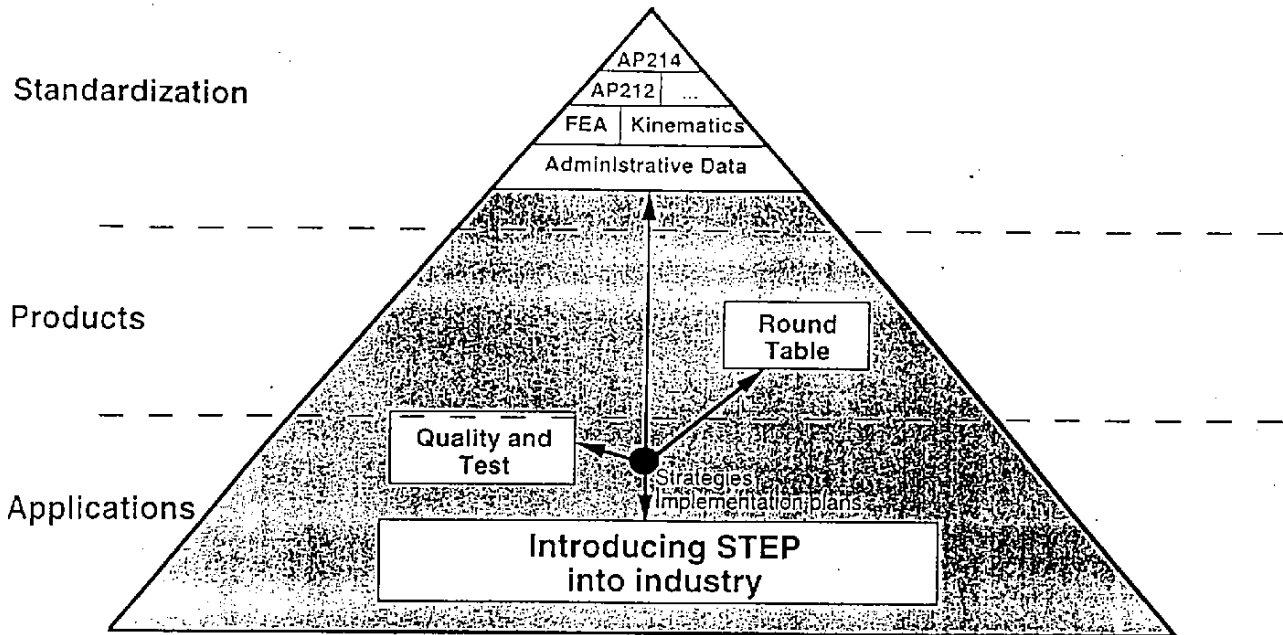 Standardization
AP214
AP212 ...
FEA Kinematics
Administrative Data
Products
Round
Table
Quality and
Test
Applications
Strategies
Implementation plans
Introducing STEP
into industry